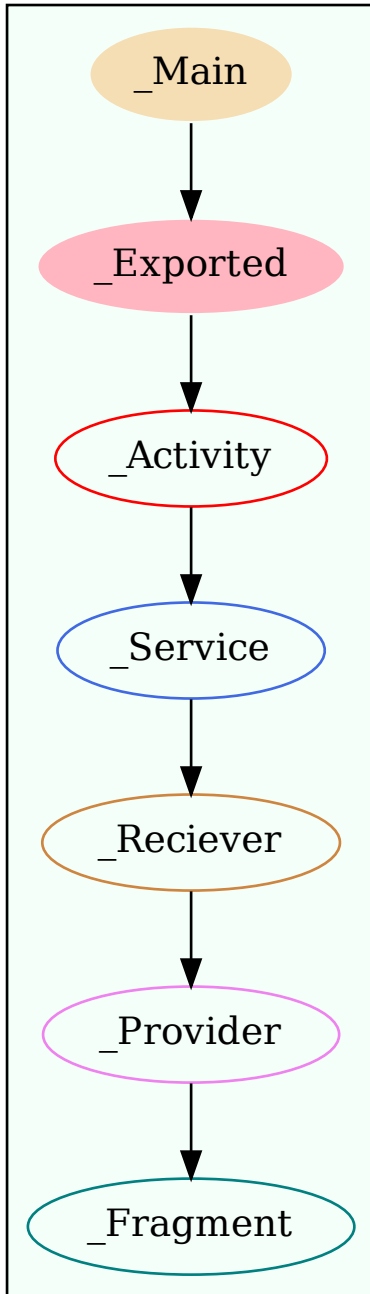 _Main
_Exported
_Activity
_Service
_Reciever
_Provider
_Fragment